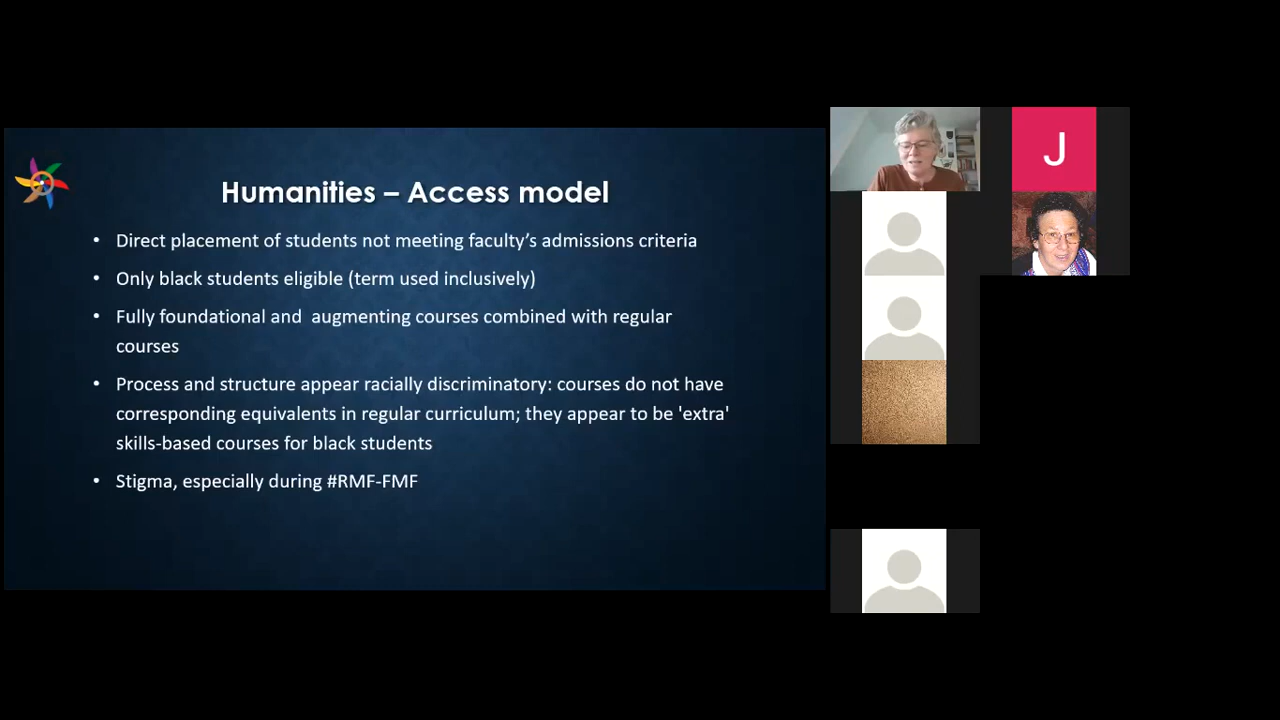 Humanities – Access model
• Direct placement of students not meeting faculty's admissions criteria
• Only black students eligible (term used inclusively)
• Fully foundational and  augmenting courses combined with regular
courses
• Process and structure appear racially discriminatory: courses do not have
corresponding equivalents in regular curriculum; they appear to be 'extra'
skills-based courses for black students
• Stigma, especially during #RMF-FMF
J